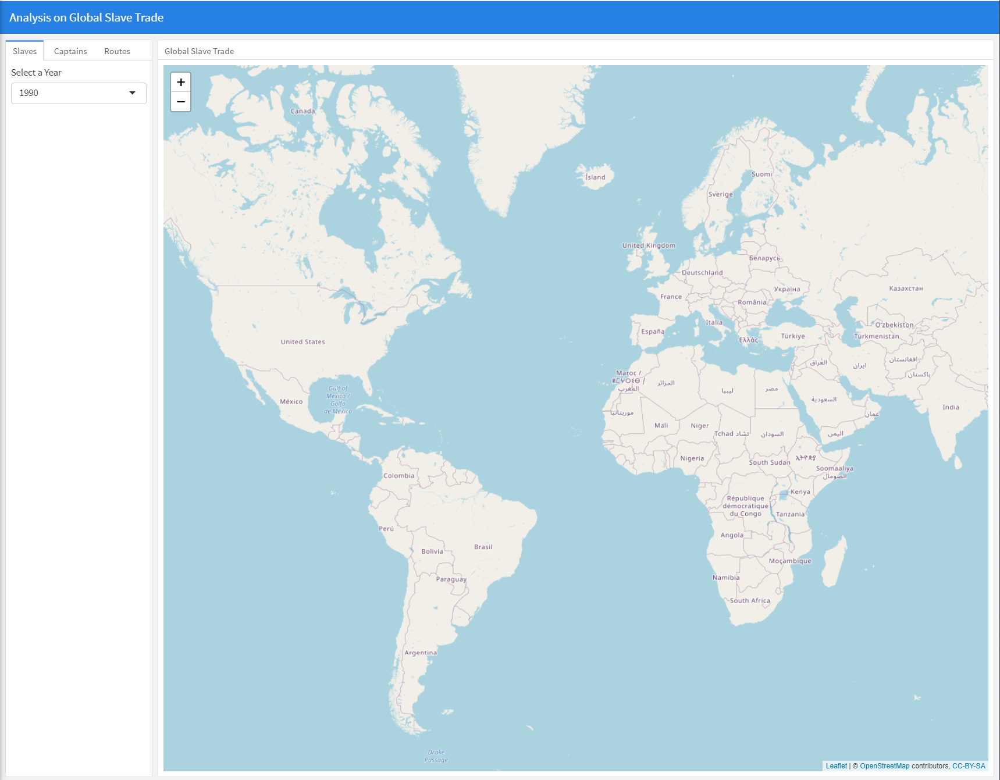 Analysis on Global Slave Trade
Slaves Captains Routes
Select a Year
1990
Global Slave Trade
+
−
Canada
Ísland
Suomi
Sverige
United Kingdom
Беларусь
Deutschland
Казахстан
Україна
France
România
Italia
O'zbekiston
España
Türkiye
Türkmenistan
Ελλάς
United States
افغانستان
العراق
ایران
Maroc /
ⵍⵎⵖⵔⵉⴱ /
المغرب
پاکستان
الجزائر
Gulf of
Mexico /
Golfo
de México
ليبيا
مصر
السعودية
México
India
موريتانيا
عمان
Mali
Niger
Tchad تشاد
السودان
اليمن
Nigeria
South Sudan
ኢትዮጵያ
Soomaaliya
الصومال
Colombia
Kenya
République
démocratique
du Congo
Tanzania
Perú
Angola
Brasil
Bolivia
Moçambique
Paraguay
Namibia
South Africa
Argentina
Drake
Passage
Leaflet | © OpenStreetMap contributors, CC-BY-SA